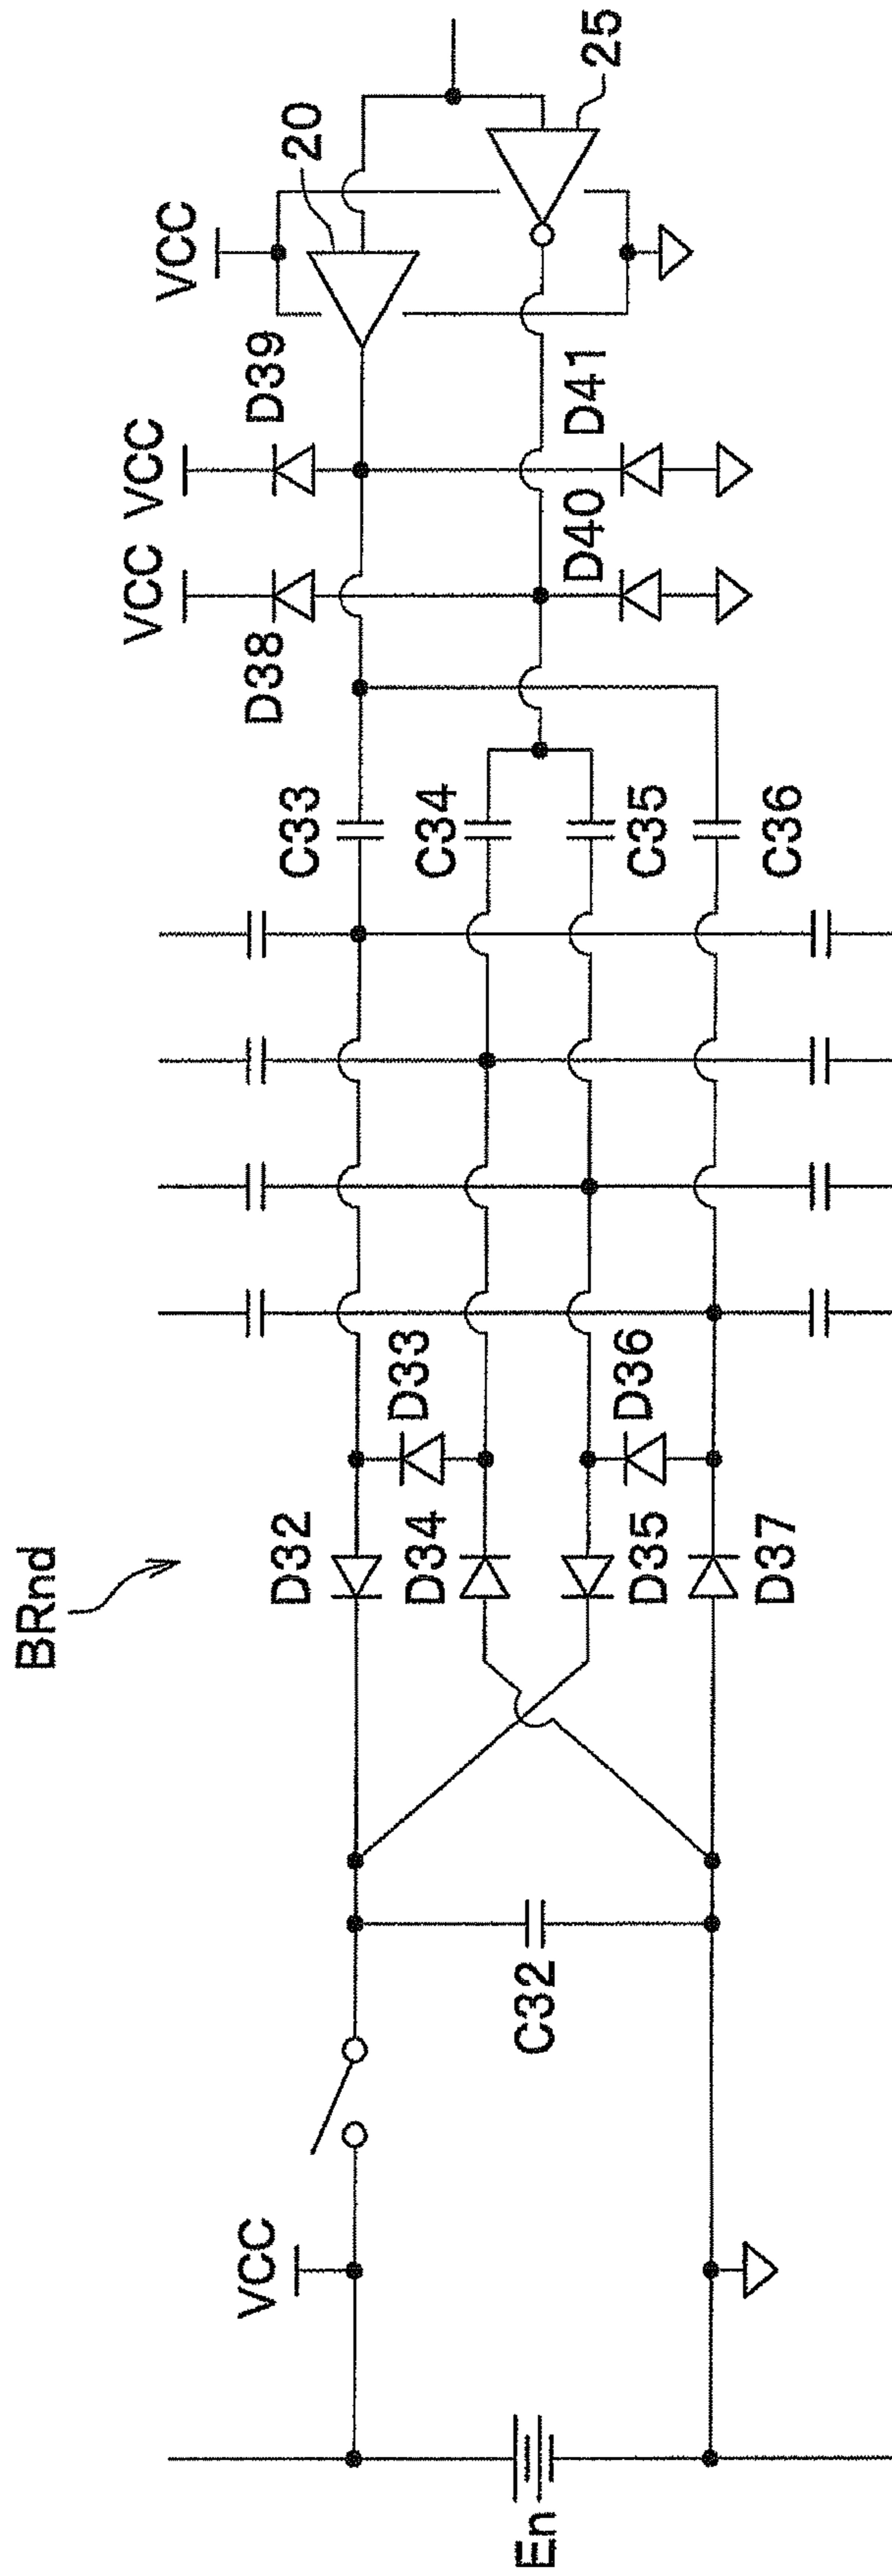 BRnd
VCC
VCC
VCC
VCC
20
25
D39
D38
D41
D40
C33
C34
C35
C36
D33
D36
D32
D34
D35
D37
C32
En